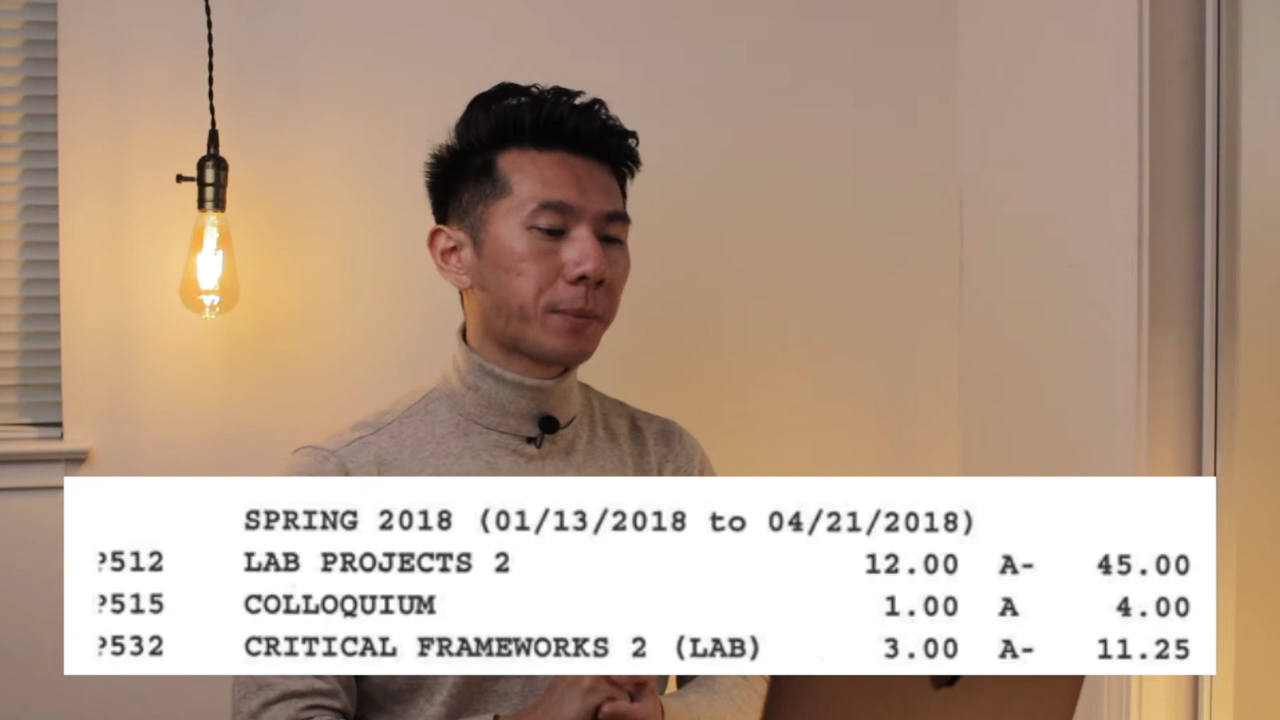 SPRING 2018 (01/13/2018 to 04/21/2018)
?512 LAB PROJECTS 2 12.00 A- 45.00
?515 COLLOQUIUM 1.00 A 4.00
?532 CRITICAL FRAMEWORKS 2 (LAB) 3.00 A- 11.25